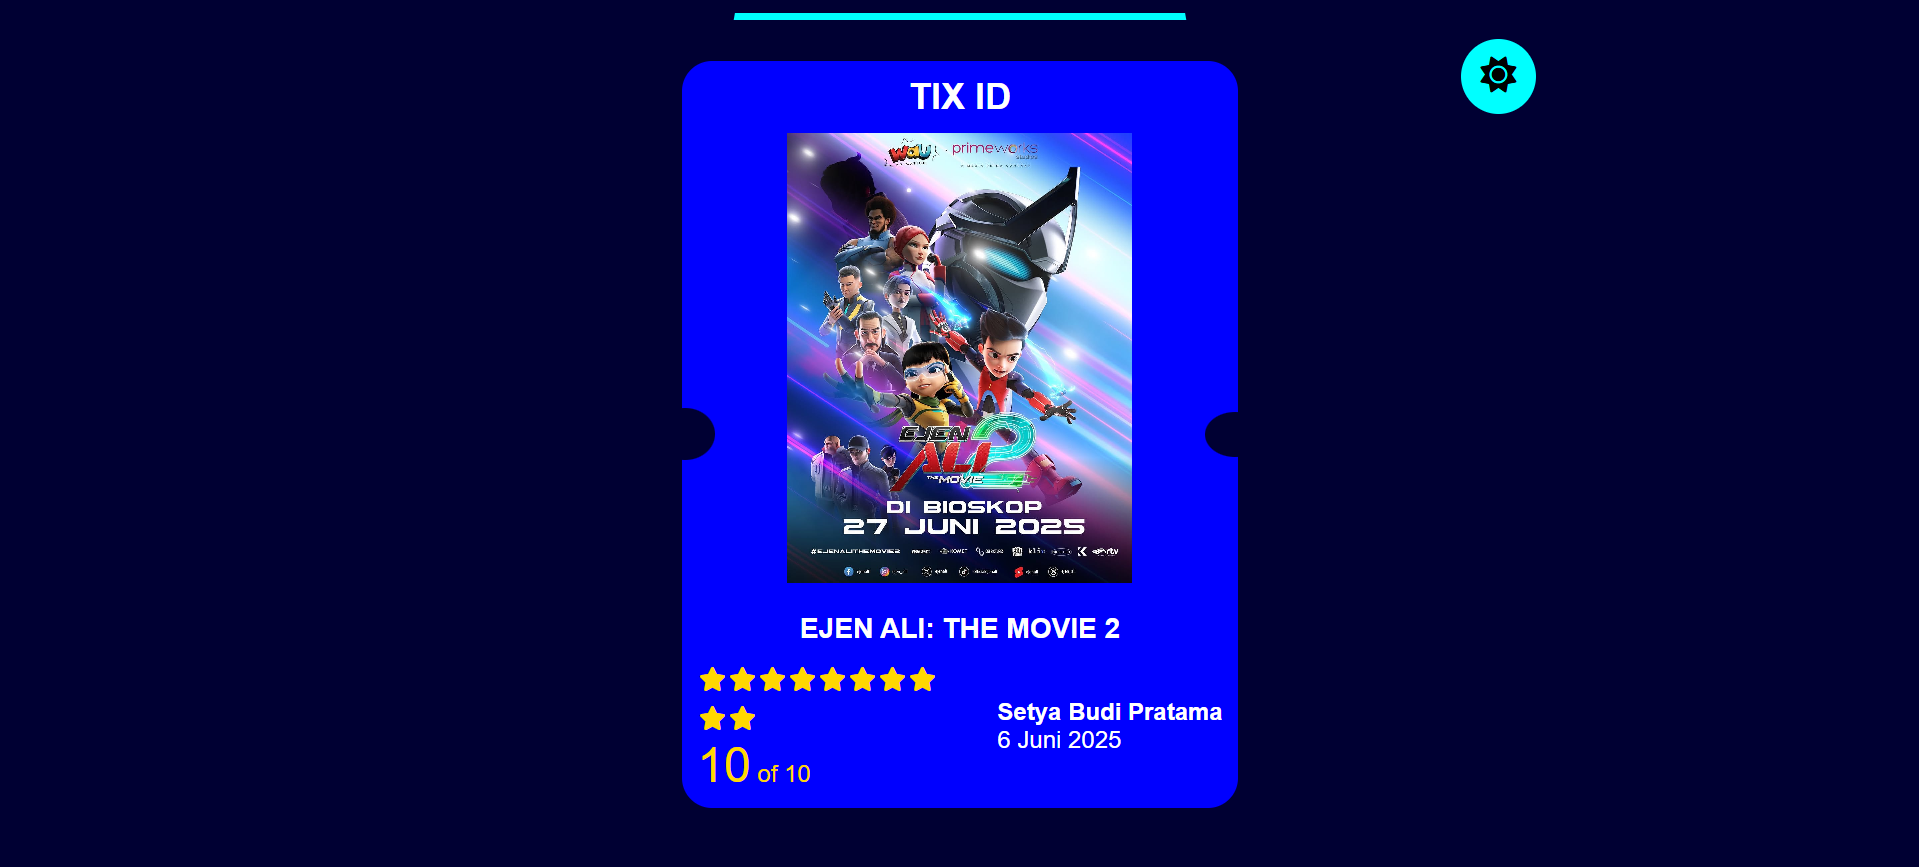 TIX ID
WAU
primeworks
studios
EJEN
ALI 2
THE MOVIE
DI BIOSKOP
27 JUNI 2025
#EJENALITHEMOVIE2
EJEN ALI: THE MOVIE 2
Setya Budi Pratama
6 Juni 2025
10 of 10